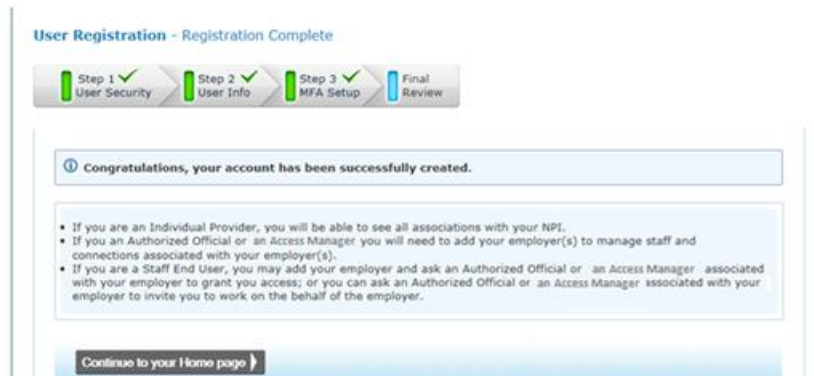 User Registration - Registration Complete
Step 1
User Security
Step 2
User Info
Step 3
MFA Setup
Final
Review
Congratulations, your account has been successfully created.
• If you are an Individual Provider, you will be able to see all associations with your NPI.
• If you an Authorized Official or an Access Manager you will need to add your employer(s) to manage staff and
connections associated with your employer(s).
• If you are a Staff End User, you may add your employer and ask an Authorized Official or an Access Manager associated
with your employer to grant you access; or you can ask an Authorized Official or an Access Manager associated with your
employer to invite you to work on the behalf of the employer.
Continue to your Home page